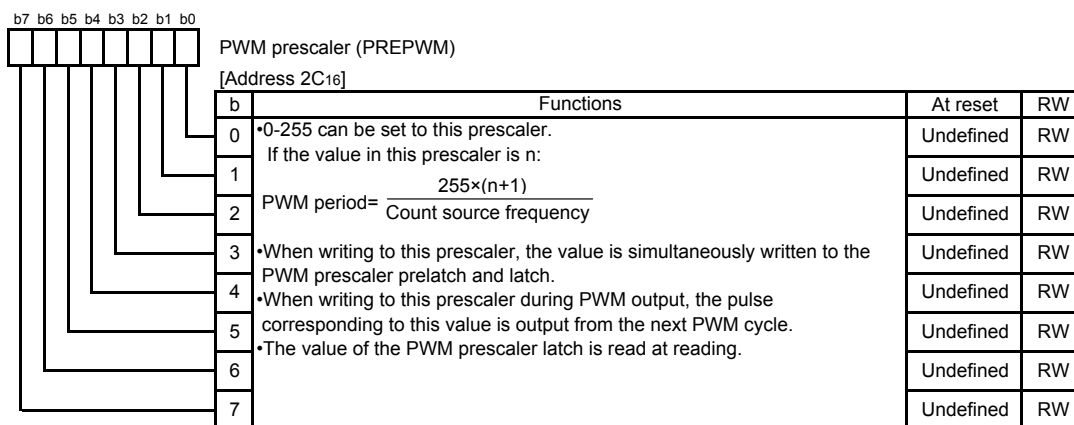 b7 b6 b5 b4 b3 b2 b1 b0
PWM prescaler (PREPWM)
[Address 2C16]
b Functions At reset RW
0 •0-255 can be set to this prescaler. Undefined RW
If the value in this prescaler is n:
1 Undefined RW
255×(n+1)
PWM period=
Count source frequency
2 Undefined RW
3 •When writing to this prescaler, the value is simultaneously written to the Undefined RW
PWM prescaler prelatch and latch.
4 Undefined RW
•When writing to this prescaler during PWM output, the pulse
5 corresponding to this value is output from the next PWM cycle. Undefined RW
•The value of the PWM prescaler latch is read at reading.
6 Undefined RW
7 Undefined RW